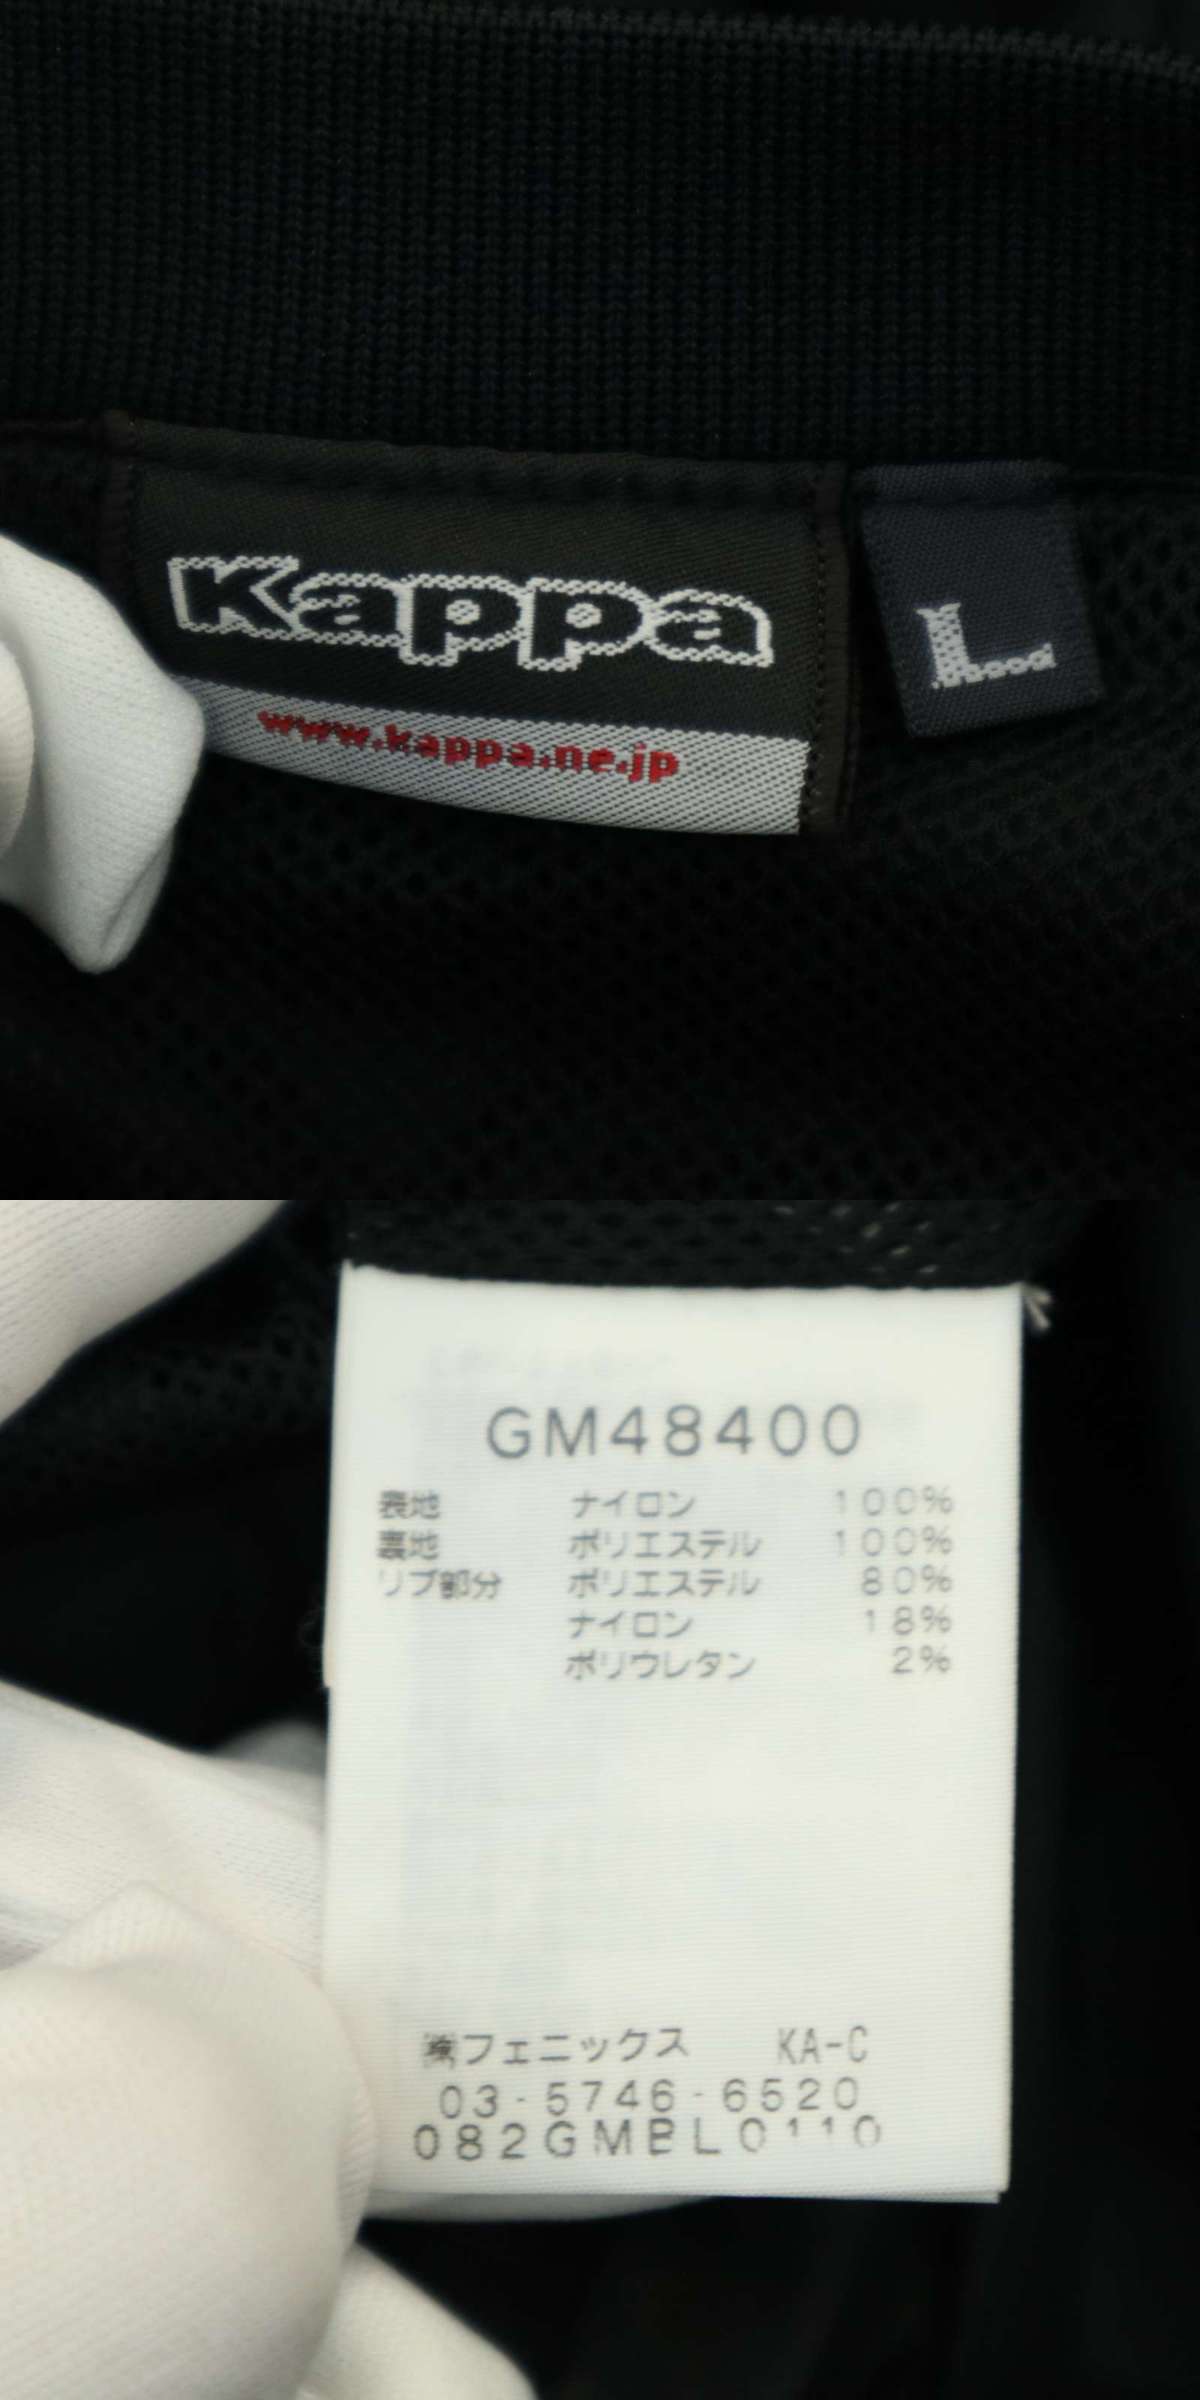 Kappa
www.kappa.ne.jp
L
GM48400
表地 ナイロン 100%
裏地 ポリエステル 100%
リブ部分 ポリエステル 80%
ナイロン 18%
ポリウレタン 2%
㈱フェニックス KA-C
03-5746-6520
082GMBL0110